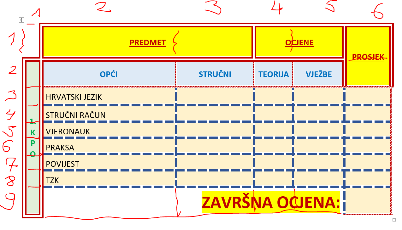 1 2 3 4 5 6
1 PREDMET OCJENE PROSJEK
2 OPĆI STRUČNI TEORIJA VJEŽBE
3 HRVATSKI JEZIK
4 STRUČNI RAČUN
5 VJERONAUK
6 PRAKSA
7 POVIJEST
8 TZK
9 ZAVRŠNA OCJENA: